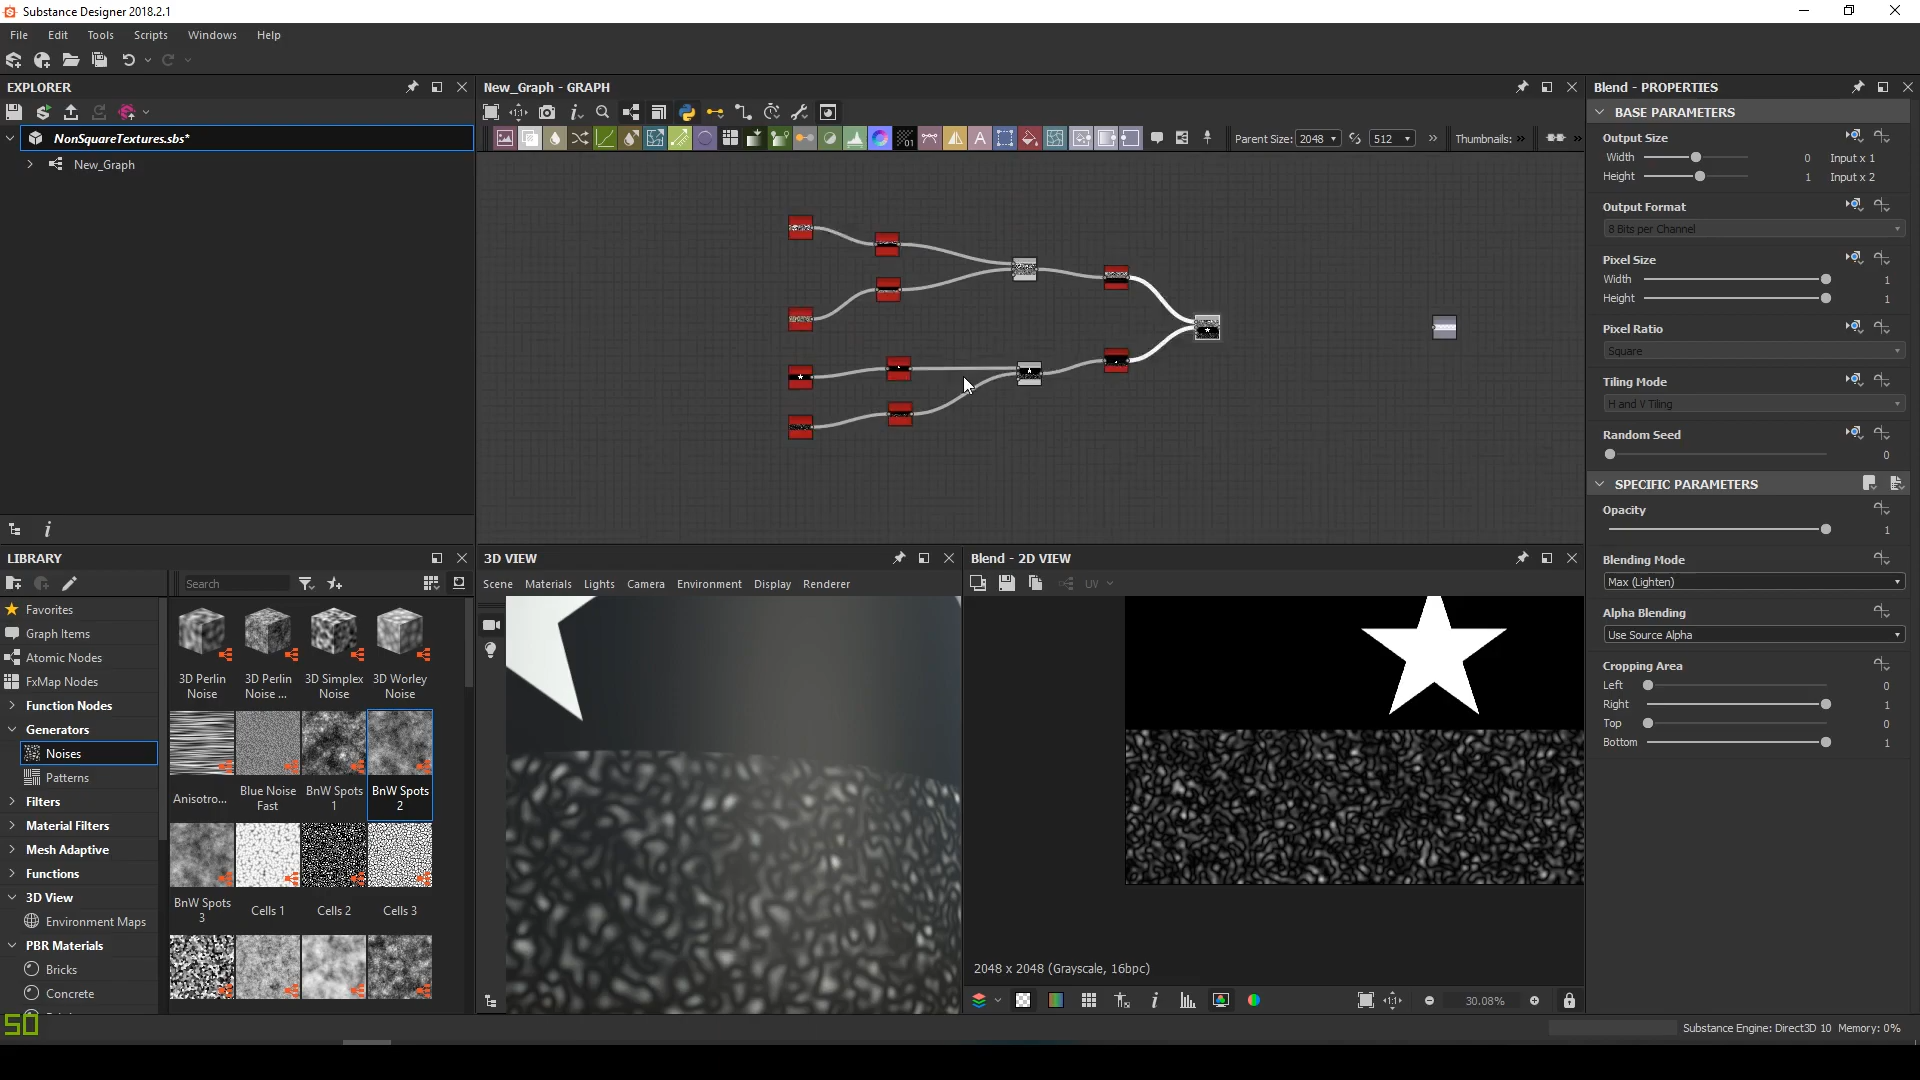 Substance Designer 2018.2.1
File Edit Tools Scripts Windows Help
EXPLORER
NonSquareTextures.sbs*
New_Graph
New_Graph - GRAPH
Parent Size: 2048 512 » Thumbnails: » »
Blend - PROPERTIES
BASE PARAMETERS
Output Size
Width 0 Input x 1
Height 1 Input x 2
Output Format
8 Bits per Channel
Pixel Size
Width 1
Height 1
Pixel Ratio
Square
Tiling Mode
H and V Tiling
Random Seed
0
SPECIFIC PARAMETERS
Opacity
1
Blending Mode
Max (Lighten)
Alpha Blending
Use Source Alpha
Cropping Area
Left 0
Right 1
Top 0
Bottom 1
LIBRARY
Search
Favorites
Graph Items
Atomic Nodes
FxMap Nodes
Function Nodes
Generators
Noises
Patterns
Filters
Material Filters
Mesh Adaptive
Functions
3D View
Environment Maps
PBR Materials
Bricks
Concrete
3D Perlin Noise
3D Perlin Noise ...
3D Simplex Noise
3D Worley Noise
Anisotro...
Blue Noise Fast
BnW Spots 1
BnW Spots 2
BnW Spots 3
Cells 1
Cells 2
Cells 3
3D VIEW
Scene Materials Lights Camera Environment Display Renderer
Blend - 2D VIEW
UV
2048 x 2048 (Grayscale, 16bpc)
30.08%
50
Substance Engine: Direct3D 10 Memory: 0%